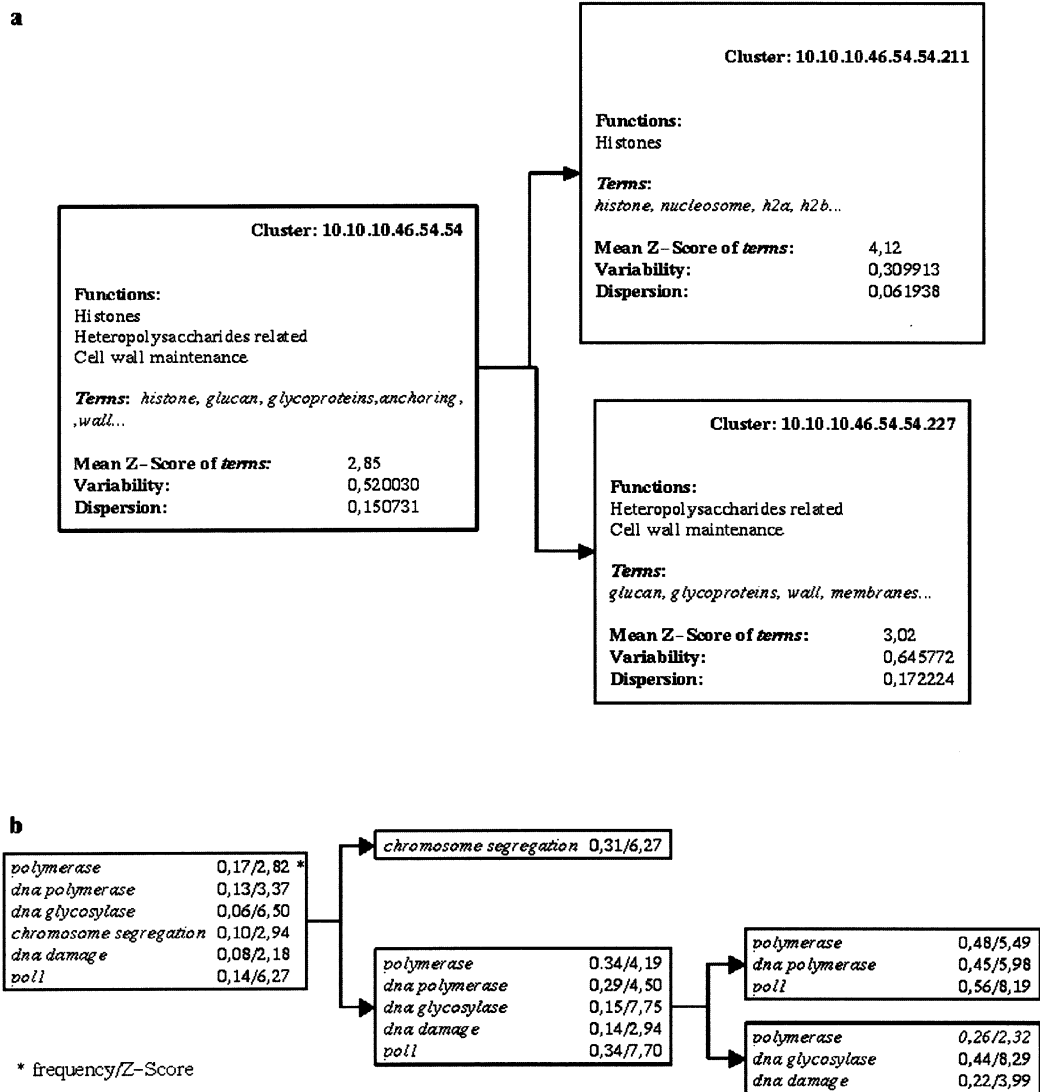 a
Cluster: 10.10.10.46.54.54
Functions:
Histones
Heteropolysaccharides related
Cell wall maintenance
Terms: histone, glucan, glycoproteins,anchoring,
,wall...
Mean Z-Score of terms: 2,85
Variability: 0,520030
Dispersion: 0,150731
Cluster: 10.10.10.46.54.54.211
Functions:
Histones
Terms:
histone, nucleosome, h2a, h2b...
Mean Z-Score of terms: 4,12
Variability: 0,309913
Dispersion: 0,061938
Cluster: 10.10.10.46.54.54.227
Functions:
Heteropolysaccharides related
Cell wall maintenance
Terms:
glucan, glycoproteins, wall, membranes...
Mean Z-Score of terms: 3,02
Variability: 0,645772
Dispersion: 0,172224
b
polymerase 0,17/2,82 *
dna polymerase 0,13/3,37
dna glycosylase 0,06/6,50
chromosome segregation 0,10/2,94
dna damage 0,08/2,18
poll 0,14/6,27
chromosome segregation 0,31/6,27
polymerase 0.34/4,19
dna polymerase 0,29/4,50
dna glycosylase 0,15/7,75
dna damage 0,14/2,94
poll 0,34/7,70
polymerase 0,48/5,49
dna polymerase 0,45/5,98
poll 0,56/8,19
polymerase 0,26/2,32
dna glycosylase 0,44/8,29
dna damage 0,22/3,99
* frequency/Z-Score